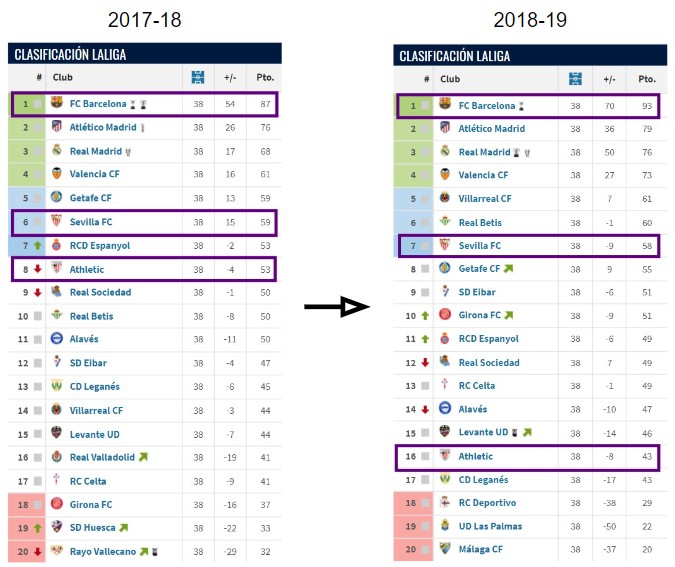 2017-18
CLASIFICACIÓN LALIGA
# Club +/- Pto.
1 FC Barcelona 38 54 87
2 Atlético Madrid 38 26 76
3 Real Madrid 38 17 68
4 Valencia CF 38 16 61
5 Getafe CF 38 13 59
6 Sevilla FC 38 15 59
7 RCD Espanyol 38 -2 53
8 Athletic 38 -4 53
9 Real Sociedad 38 -1 50
10 Real Betis 38 -8 50
11 Alavés 38 -11 50
12 SD Eibar 38 -4 47
13 CD Leganés 38 -6 45
14 Villarreal CF 38 -3 44
15 Levante UD 38 -7 44
16 Real Valladolid 38 -19 41
17 RC Celta 38 -9 41
18 Girona FC 38 -16 37
19 SD Huesca 38 -22 33
20 Rayo Vallecano 38 -29 32
2018-19
CLASIFICACIÓN LALIGA
# Club +/- Pto.
1 FC Barcelona 38 70 93
2 Atlético Madrid 38 36 79
3 Real Madrid 38 50 76
4 Valencia CF 38 27 73
5 Villarreal CF 38 7 61
6 Real Betis 38 -1 60
7 Sevilla FC 38 -9 58
8 Getafe CF 38 9 55
9 SD Eibar 38 -6 51
10 Girona FC 38 -9 51
11 RCD Espanyol 38 -6 49
12 Real Sociedad 38 7 49
13 RC Celta 38 -1 49
14 Alavés 38 -10 47
15 Levante UD 38 -14 46
16 Athletic 38 -8 43
17 CD Leganés 38 -17 43
18 RC Deportivo 38 -38 29
19 UD Las Palmas 38 -50 22
20 Málaga CF 38 -37 20